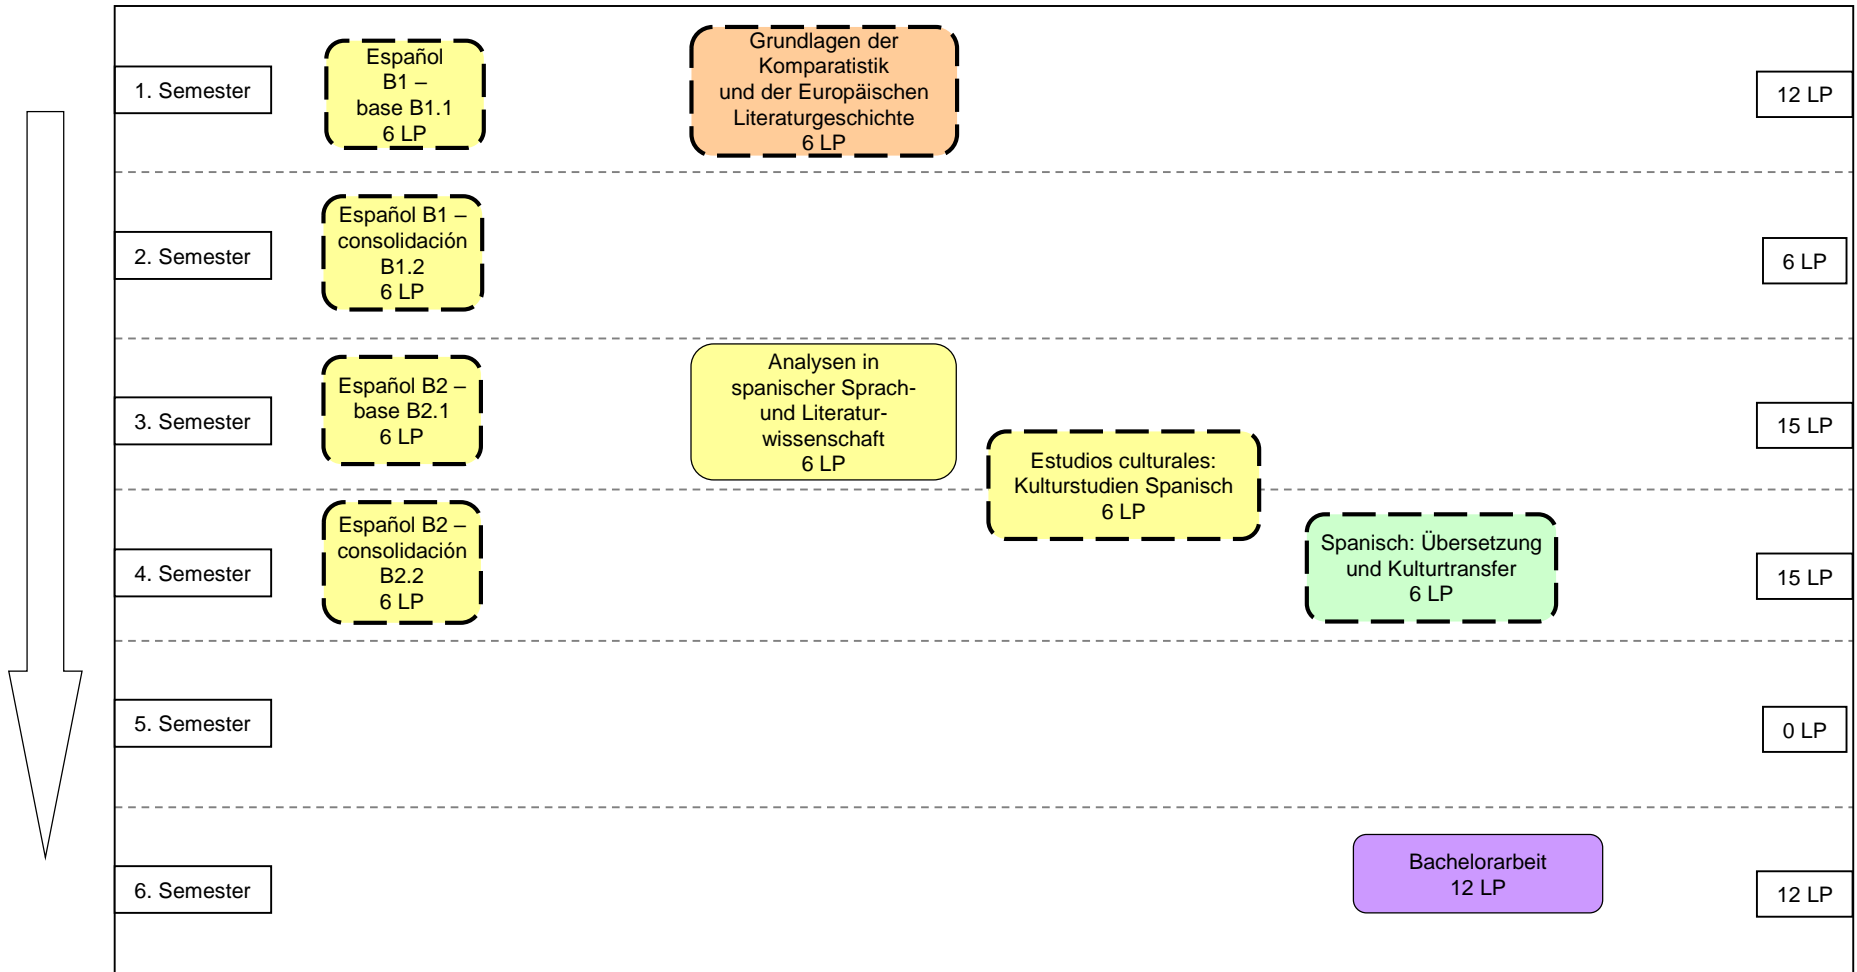 1. Semester
Español
B1 –
base B1.1
6 LP
Grundlagen der
Komparatistik
und der Europäischen
Literaturgeschichte
6 LP
12 LP
2. Semester
Español B1 –
consolidación
B1.2
6 LP
6 LP
3. Semester
Español B2 –
base B2.1
6 LP
Analysen in
spanischer Sprach-
und Literatur-
wissenschaft
6 LP
Estudios culturales:
Kulturstudien Spanisch
6 LP
15 LP
4. Semester
Español B2 –
consolidación
B2.2
6 LP
Spanisch: Übersetzung
und Kulturtransfer
6 LP
15 LP
5. Semester
0 LP
6. Semester
Bachelorarbeit
12 LP
12 LP